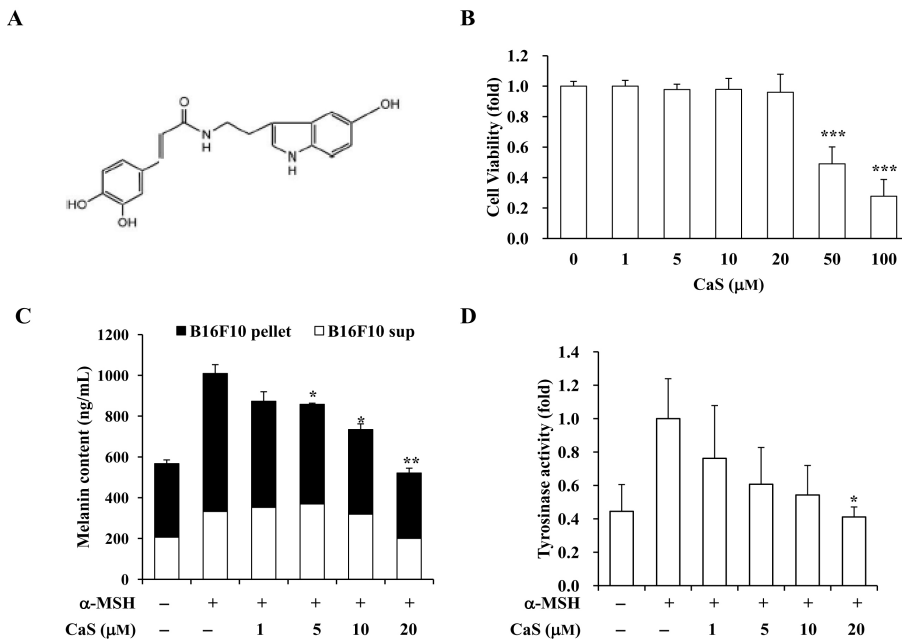 A
O
OH
N
H
NH
HO
OH
B
Cell Viability (fold)
1.2
1.0
0.8
0.6
0.4
0.2
0.0
***
***
0 1 5 10 20 50 100
CaS (μM)
C
Melanin content (ng/mL)
B16F10 pellet B16F10 sup
1200
1000
800
600
400
200
0
*
*
**
α-MSH – + + + + +
CaS (μM) – – 1 5 10 20
D
Tyrosinase activity (fold)
1.4
1.2
1.0
0.8
0.6
0.4
0.2
0.0
*
α-MSH – + + + + +
CaS (μM) – – 1 5 10 20